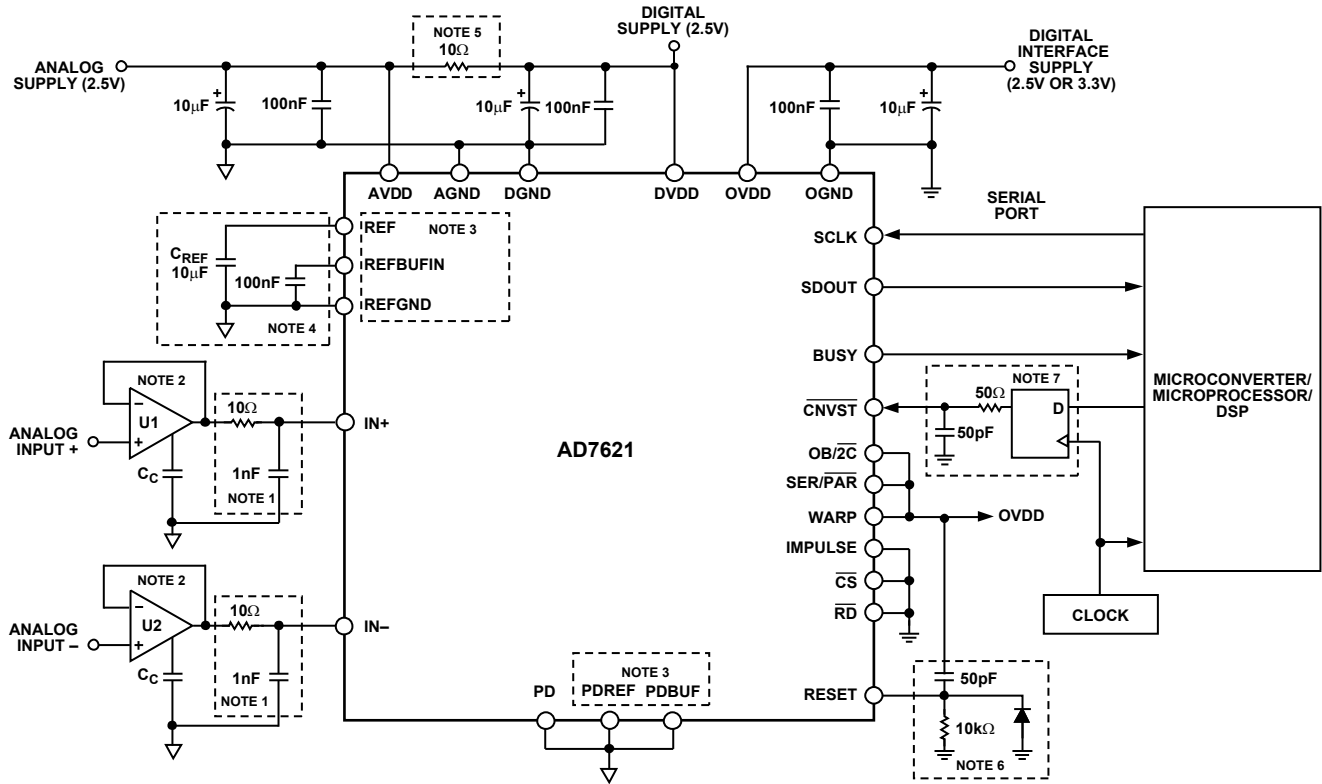 ANALOG
SUPPLY (2.5V)
NOTE 5
10Ω
DIGITAL
SUPPLY (2.5V)
DIGITAL
INTERFACE
SUPPLY
(2.5V OR 3.3V)
+
10μF
100nF
+
10μF
100nF
100nF
+
10μF
AVDD
AGND
DGND
DVDD
OVDD
OGND
NOTE 3
REF
REFBUFIN
REFGND
CREF
10μF
100nF
NOTE 4
SERIAL
PORT
SCLK
SDOUT
BUSY
CNVST
OB/2C
SER/PAR
WARP
IMPULSE
CS
RD
RESET
NOTE 7
50Ω
D
50pF
MICROCONVERTER/
MICROPROCESSOR/
DSP
OVDD
CLOCK
AD7621
NOTE 2
–
U1
+
ANALOG
INPUT +
CC
10Ω
1nF
NOTE 1
IN+
NOTE 2
–
U2
+
ANALOG
INPUT –
CC
10Ω
1nF
NOTE 1
IN–
NOTE 3
PD
PDREF
PDBUF
50pF
10kΩ
NOTE 6